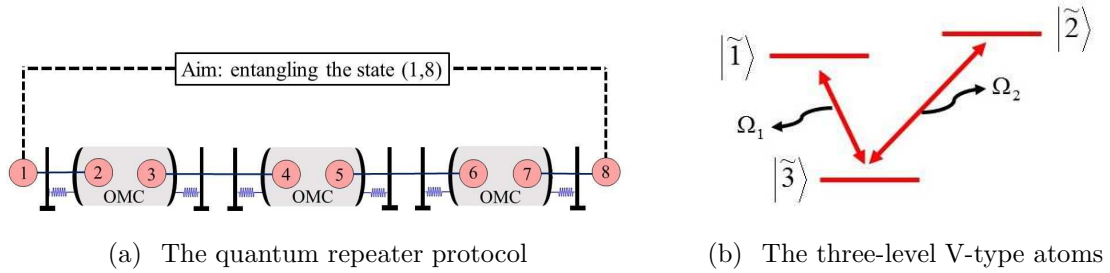 Aim: entangling the state (1,8)
1 2 3 4 5 6 7 8
OMC OMC OMC
(a) The quantum repeater protocol
|1̃⟩
|2̃⟩
Ω₁
Ω₂
|3̃⟩
(b) The three-level V-type atoms